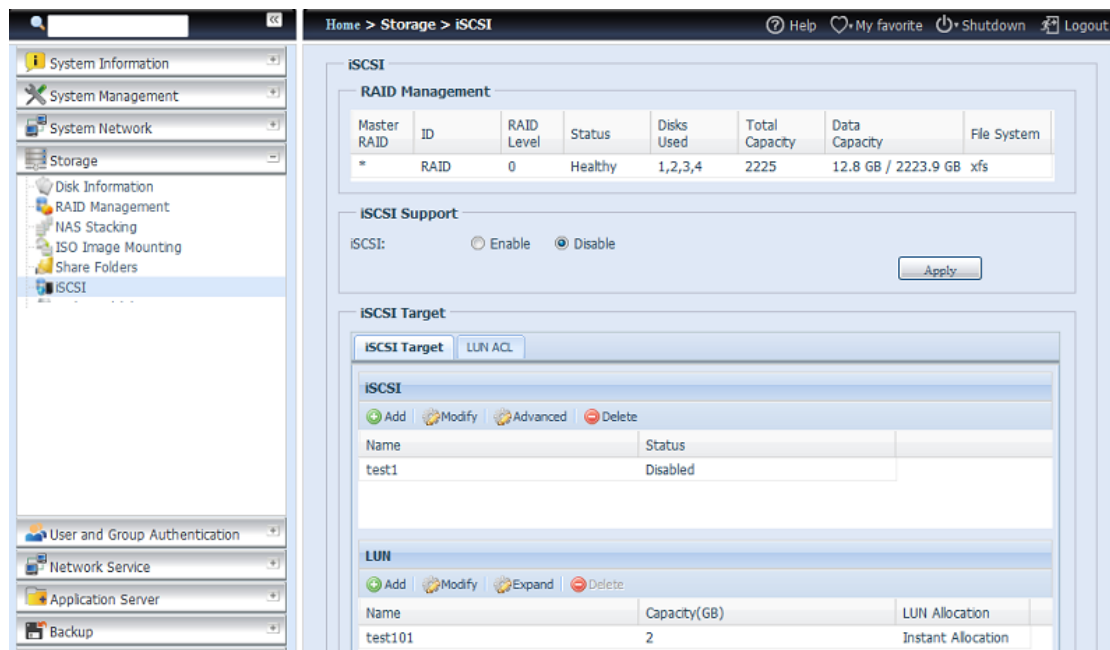 Home > Storage > iSCSI
Help My favorite Shutdown Logout
System Information
System Management
System Network
Storage
Disk Information
RAID Management
NAS Stacking
ISO Image Mounting
Share Folders
iSCSI
User and Group Authentication
Network Service
Application Server
Backup
iSCSI
RAID Management
Master RAID ID RAID Level Status Disks Used Total Capacity Data Capacity File System
* RAID 0 Healthy 1,2,3,4 2225 12.8 GB / 2223.9 GB xfs
iSCSI Support
iSCSI: Enable Disable
Apply
iSCSI Target
iSCSI Target LUN ACL
iSCSI
Add Modify Advanced Delete
Name Status
test1 Disabled
LUN
Add Modify Expand Delete
Name Capacity(GB) LUN Allocation
test101 2 Instant Allocation